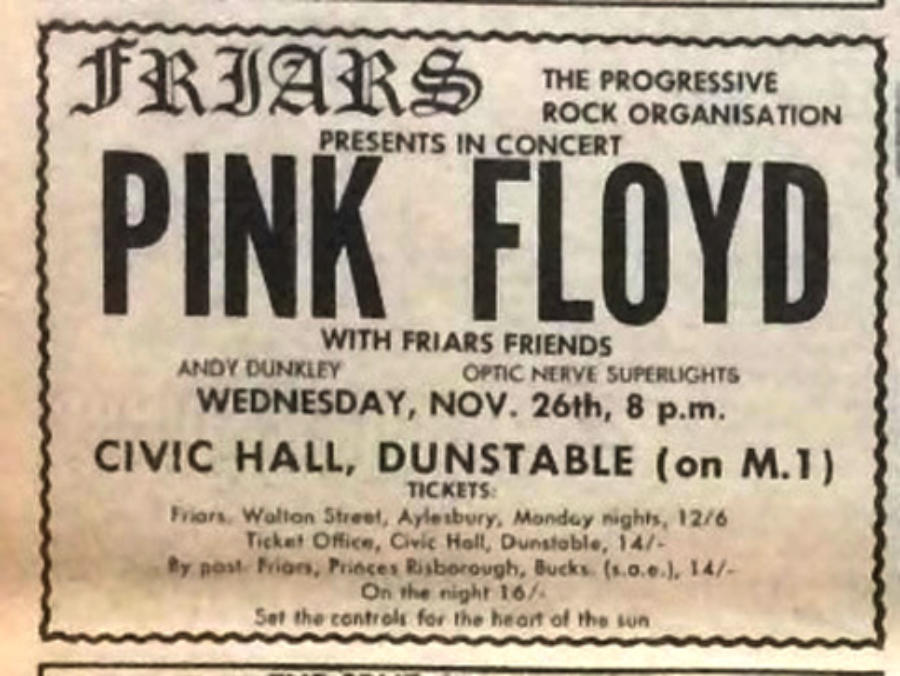 FRIARS
THE PROGRESSIVE
ROCK ORGANISATION
PRESENTS IN CONCERT
PINK FLOYD
WITH FRIARS FRIENDS
ANDY DUNKLEY OPTIC NERVE SUPERLIGHTS
WEDNESDAY, NOV. 26th, 8 p.m.
CIVIC HALL, DUNSTABLE (on M.1)
TICKETS:
Friars, Walton Street, Aylesbury, Monday nights, 12/6
Ticket Office, Civic Hall, Dunstable, 14/-
By post: Friars, Princes Risborough, Bucks. (s.a.e.), 14/-
On the night 16/-
Set the controls for the heart of the sun